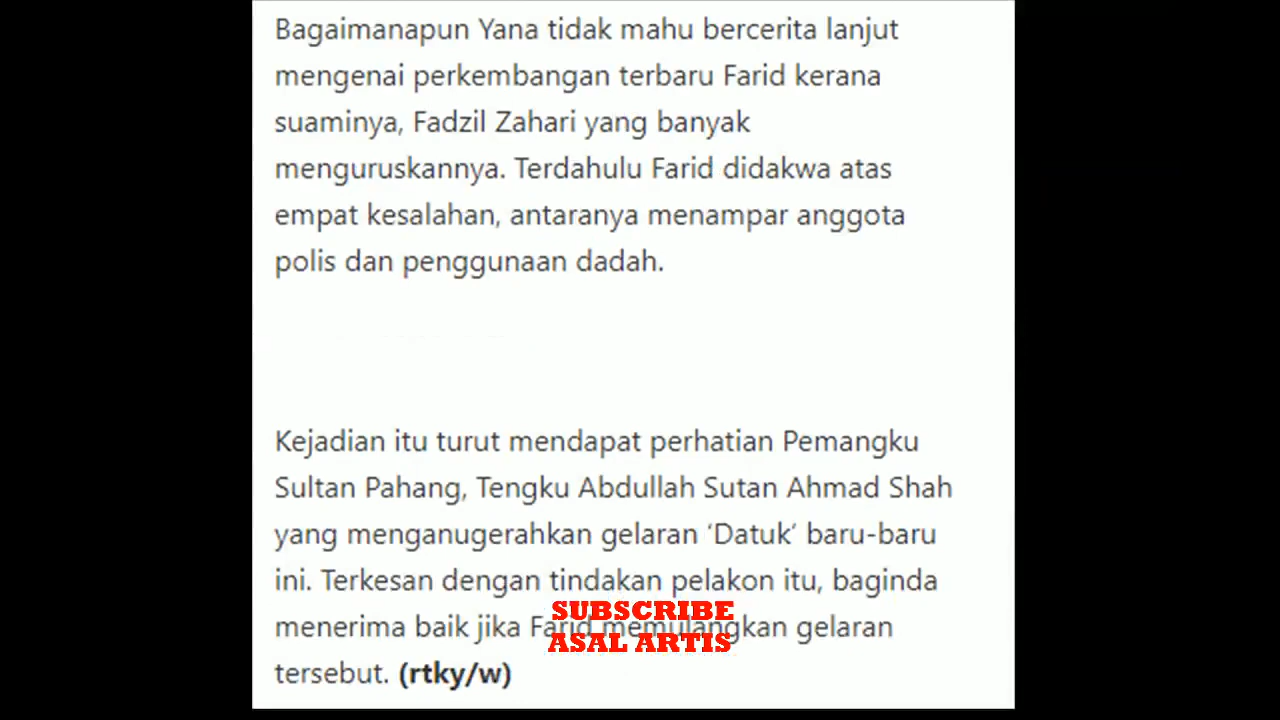 Bagaimanapun Yana tidak mahu bercerita lanjut
mengenai perkembangan terbaru Farid kerana
suaminya, Fadzil Zahari yang banyak
menguruskannya. Terdahulu Farid didakwa atas
empat kesalahan, antaranya menampar anggota
polis dan penggunaan dadah.
Kejadian itu turut mendapat perhatian Pemangku
Sultan Pahang, Tengku Abdullah Sutan Ahmad Shah
yang menganugerahkan gelaran ‘Datuk’ baru-baru
ini. Terkesan dengan tindakan pelakon itu, baginda
menerima baik jika Farid memulangkan gelaran
tersebut. (rtky/w)
SUBSCRIBE
ASAL ARTIS